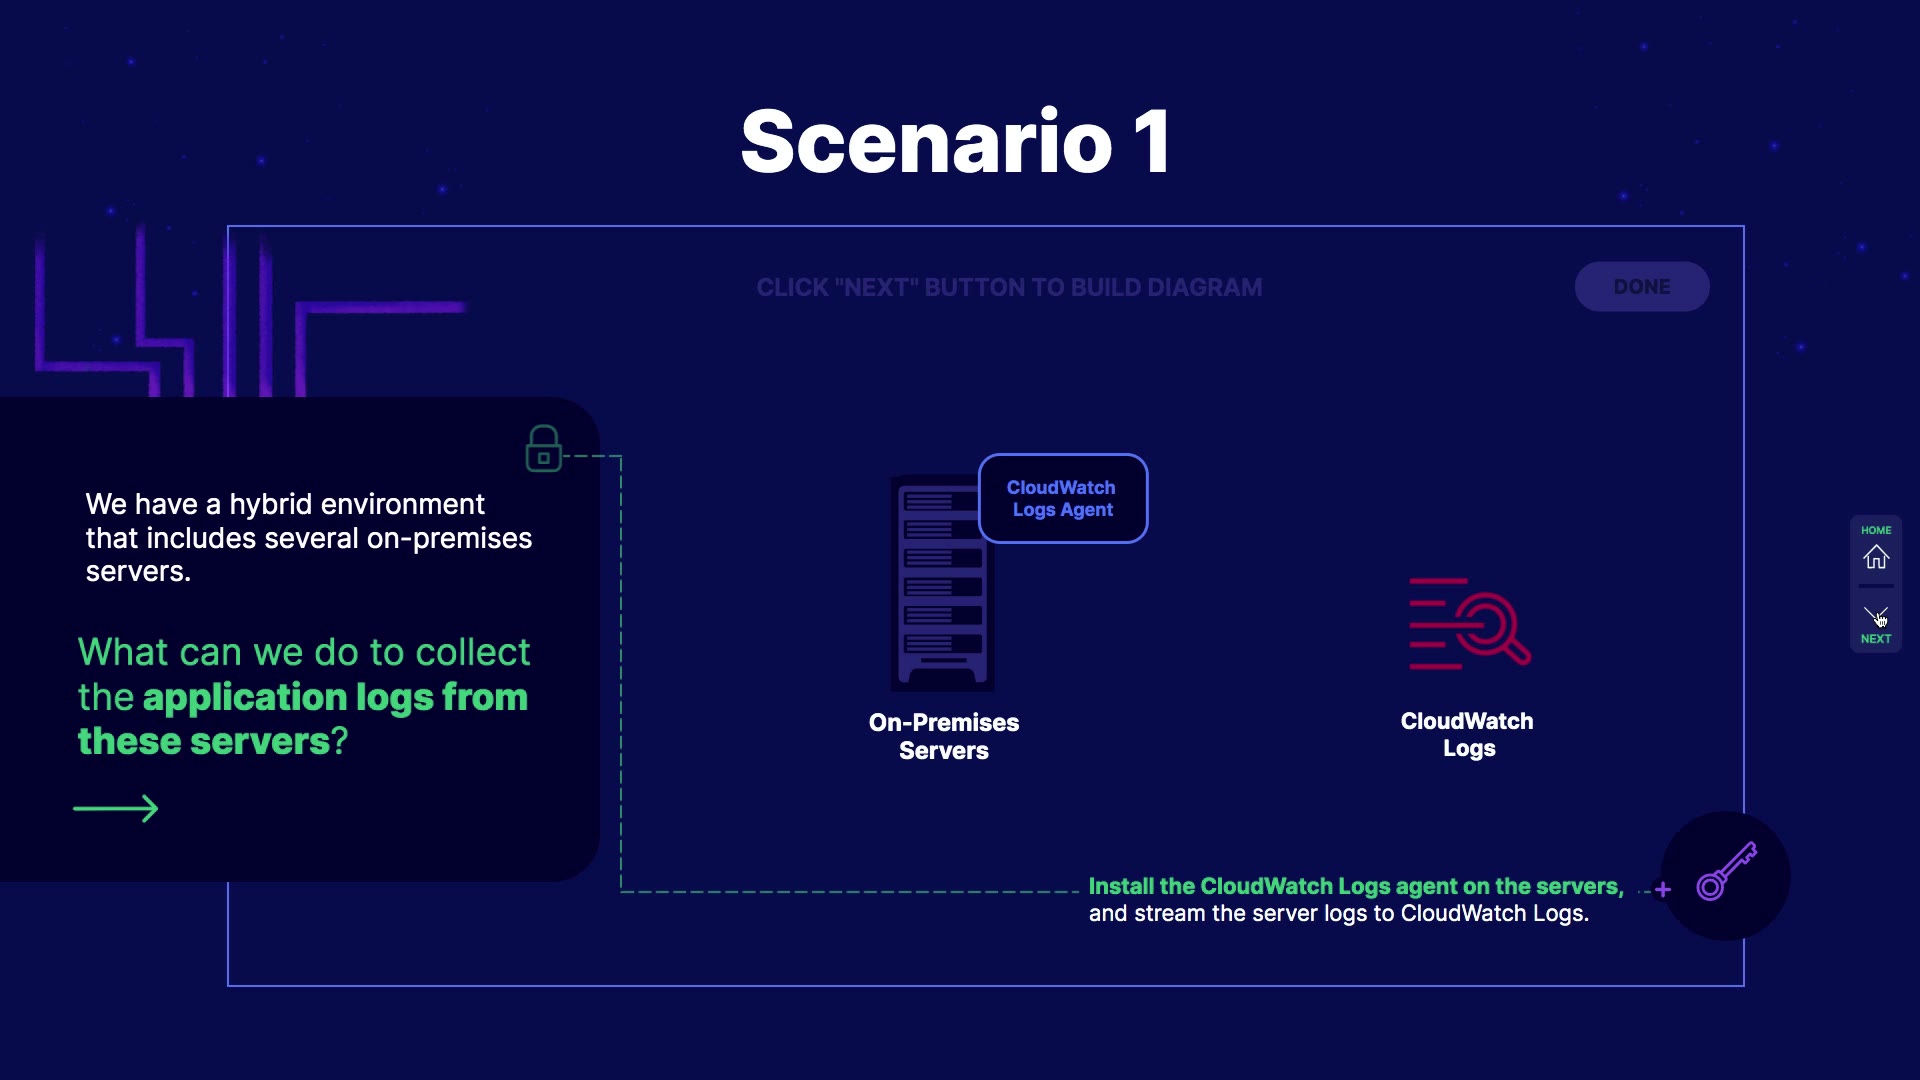 Scenario 1
CLICK "NEXT" BUTTON TO BUILD DIAGRAM
DONE
We have a hybrid environment
that includes several on-premises
servers.
What can we do to collect
the application logs from
these servers?
CloudWatch
Logs Agent
On-Premises
Servers
CloudWatch
Logs
Install the CloudWatch Logs agent on the servers,
and stream the server logs to CloudWatch Logs.
HOME
NEXT